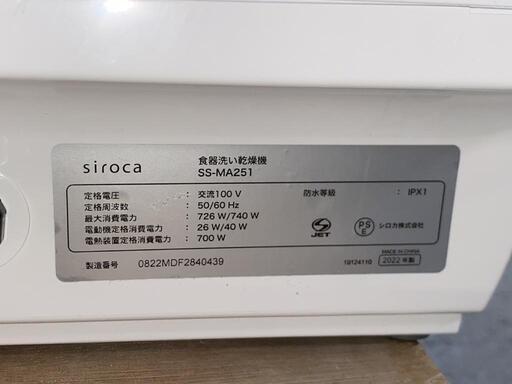 siroca
食器洗い乾燥機
SS-MA251
定格電圧 : 交流100 V 防水等級 : IPX1
定格周波数 : 50/60 Hz
最大消費電力 : 726 W/740 W
電動機定格消費電力 : 26 W/40 W
電熱装置定格消費電力 : 700 W
JET
PS E シロカ株式会社
MADE IN CHINA
製造番号 0822MDF2840439 19124110 2022 年製